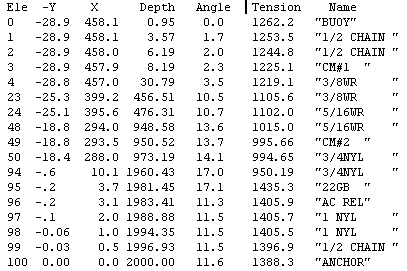 Ele -Y X Depth Angle Tension Name
0 -28.9 458.1 0.95 0.0 1262.2 "BUOY"
1 -28.9 458.1 3.57 1.7 1253.5 "1/2 CHAIN "
2 -28.9 458.1 6.19 2.0 1244.8 "1/2 CHAIN "
3 -28.9 457.9 8.19 2.3 1225.1 "CM#1 "
4 -28.8 457.0 30.79 3.5 1219.1 "3/8WR "
23 -25.3 399.2 456.51 10.5 1105.6 "3/8WR "
24 -25.1 395.6 476.31 10.7 1102.0 "5/16WR "
48 -18.8 294.0 948.58 13.6 1015.0 "5/16WR "
49 -18.8 293.5 950.52 13.7 995.66 "CM#2 "
50 -18.4 288.0 973.19 14.1 994.65 "3/4NYL "
94 -.6 10.1 1960.43 17.0 950.19 "3/4NYL "
95 -.2 3.7 1981.45 17.1 1435.3 "22GB "
96 -.2 3.1 1983.41 11.3 1405.9 "AC REL"
97 -.1 2.0 1988.88 11.5 1405.7 "1 NYL "
98 -0.06 1.0 1994.35 11.5 1405.5 "1 NYL "
99 -0.03 0.5 1996.93 11.5 1396.9 "1/2 CHAIN "
100 0.00 0.0 2000.00 11.6 1388.3 "ANCHOR"